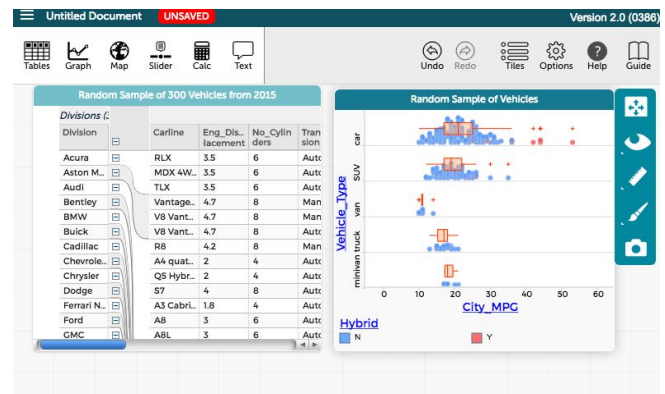 Untitled Document UNSAVED Version 2.0 (0386)
Tables Graph Map Slider Calc Text Undo Redo Tiles Options Help Guide
Random Sample of 300 Vehicles from 2015
Divisions (
Division Carline Eng_Dis... No_Cylin Tran
lacement ders sion
Acura RLX 3.5 6 Auto
Aston M... MDX 4W... 3.5 6 Auto
Audi TLX 3.5 6 Auto
Bentley Vantage... 4.7 8 Man
BMW V8 Vant... 4.7 8 Man
Buick V8 Vant... 4.7 8 Auto
Cadillac R8 4.2 8 Man
Chevrole... A4 quat... 2 4 Auto
Chrysler Q5 Hybr... 2 4 Auto
Dodge S7 4 8 Auto
Ferrari N... A3 Cabri... 1.8 4 Auto
Ford A8 3 6 Auto
GMC A8L 3 6 Auto
Random Sample of Vehicles
Vehicle_Type
car
SUV
van
truck
minivan
0 10 20 30 40 50 60
City_MPG
Hybrid
N Y